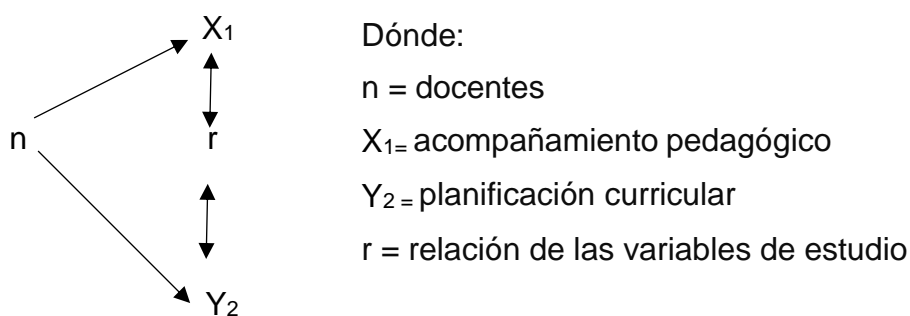 X₁
n
r
Y₂
Dónde:
n = docentes
X₁= acompañamiento pedagógico
Y₂ = planificación curricular
r = relación de las variables de estudio